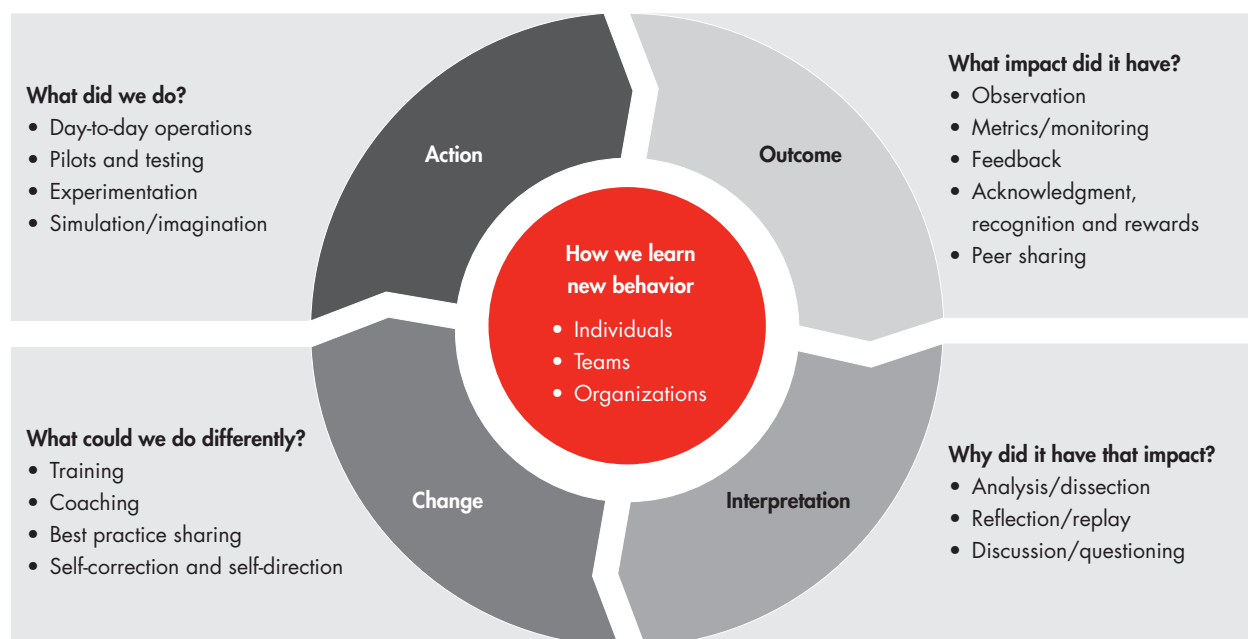 What did we do?
• Day-to-day operations
• Pilots and testing
• Experimentation
• Simulation/imagination
Action
Outcome
What impact did it have?
• Observation
• Metrics/monitoring
• Feedback
• Acknowledgment,
recognition and rewards
• Peer sharing
How we learn
new behavior
• Individuals
• Teams
• Organizations
What could we do differently?
• Training
• Coaching
• Best practice sharing
• Self-correction and self-direction
Change
Interpretation
Why did it have that impact?
• Analysis/dissection
• Reflection/replay
• Discussion/questioning